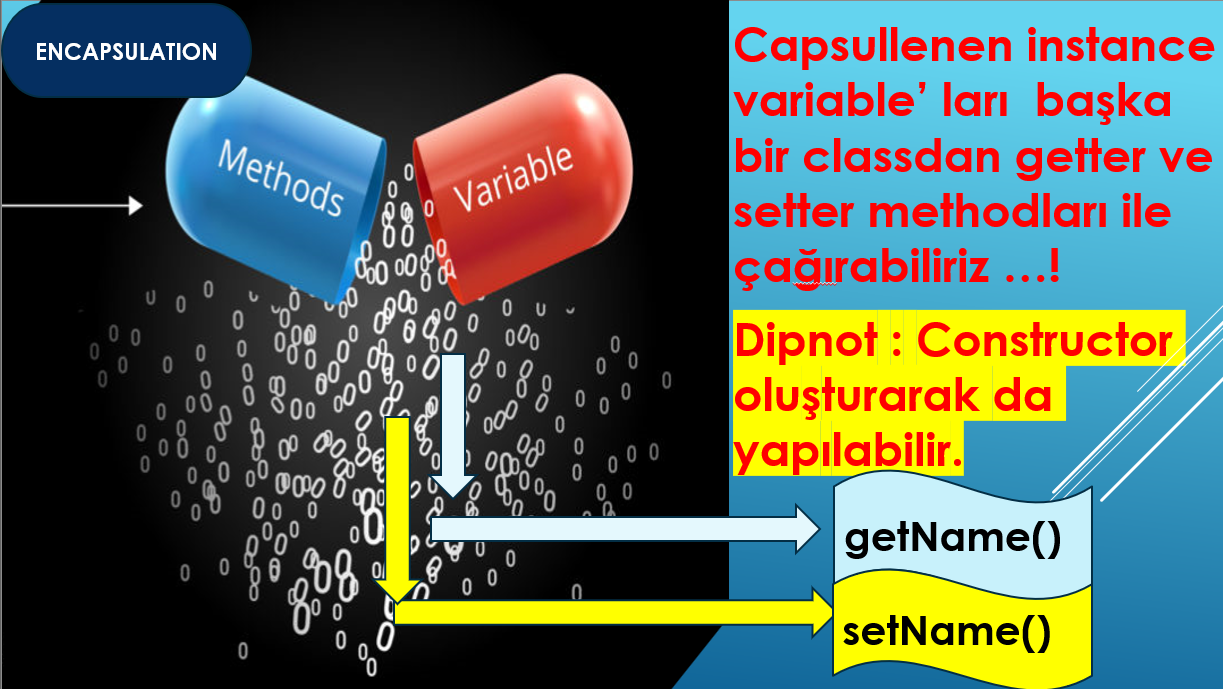 ENCAPSULATION
Methods
Variable
Capsullenen instance
variable’ ları başka
bir classdan getter ve
setter methodları ile
çağırabiliriz …!
Dipnot : Constructor
oluşturarak da
yapılabilir.
getName()
setName()